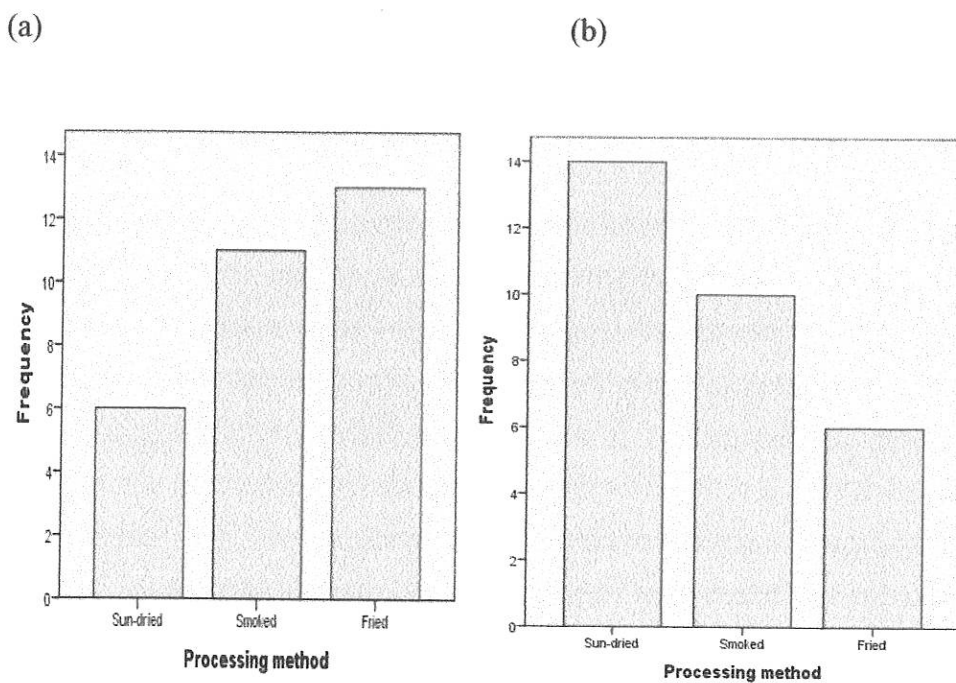 (a)
(b)
14
12
10
8
6
4
2
0
Frequency
Sun-dried Smoked Fried
Processing method
14
12
10
8
6
4
2
0
Frequency
Sun-dried Smoked Fried
Processing method